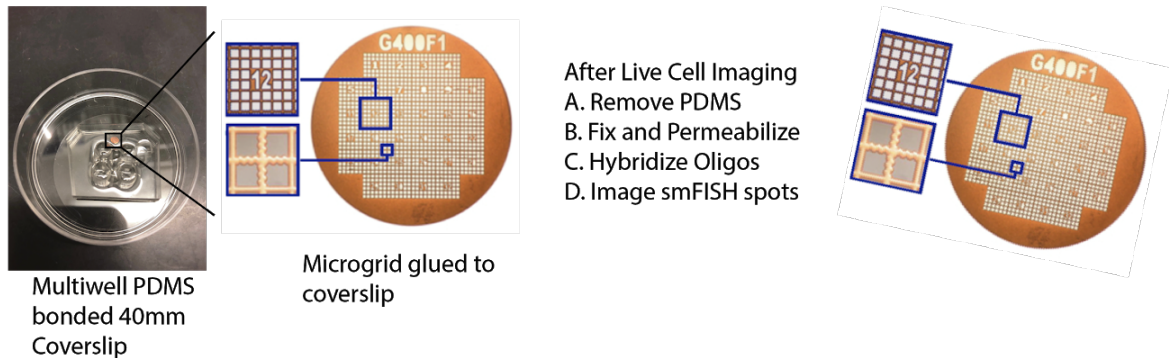 G400F1
12
Microgrid glued to
coverslip
Multiwell PDMS
bonded 40mm
Coverslip
After Live Cell Imaging
A. Remove PDMS
B. Fix and Permeabilize
C. Hybridize Oligos
D. Image smFISH spots
G400F1
12